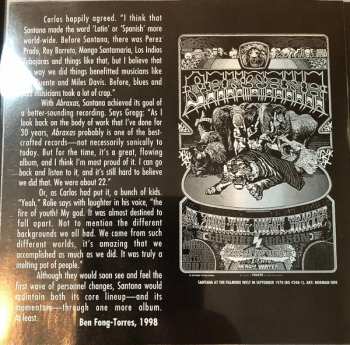 Carlos happily agreed. "I think that
Santana made the word 'Latin' or 'Spanish' more
world-wide. Before Santana, there was Perez
Prado, Ray Barreto, Mongo Santamaria, Los Indios
Tabajaras and things like that, but I believe that
way we did things benefitted musicians like
Puente and Miles Davis. Before, blues and
musicians took a lot of crap."
With Abraxas, Santana achieved its goal of
a better-sounding recording. Says Gregg: "As I
look back on the body of work that I've done for
30 years, Abraxas probably is one of the best-
crafted records—not necessarily sonically to
today. But for the time, it's a great, flowing
album, and I think I'm most proud of it. I can go
back and listen to it, and it's still hard to believe
we did that. We were about 22."
Or, as Carlos had put it, a bunch of kids.
"Yeah," Rolie says with laughter in his voice, "the
fire of youth! My god. It was almost destined to
fall apart. Not to mention the different
backgrounds we all had. We came from such
different worlds, it's amazing that we
accomplished as much as we did. It was truly a
melting pot of people."
Although they would soon see and feel the
first wave of personnel changes, Santana would
maintain both its core lineup—and its
momentum—through one more album.
At least.
Ben Fong-Torres, 1998
SANTANA AT THE FILLMORE WEST IN SEPTEMBER 1970